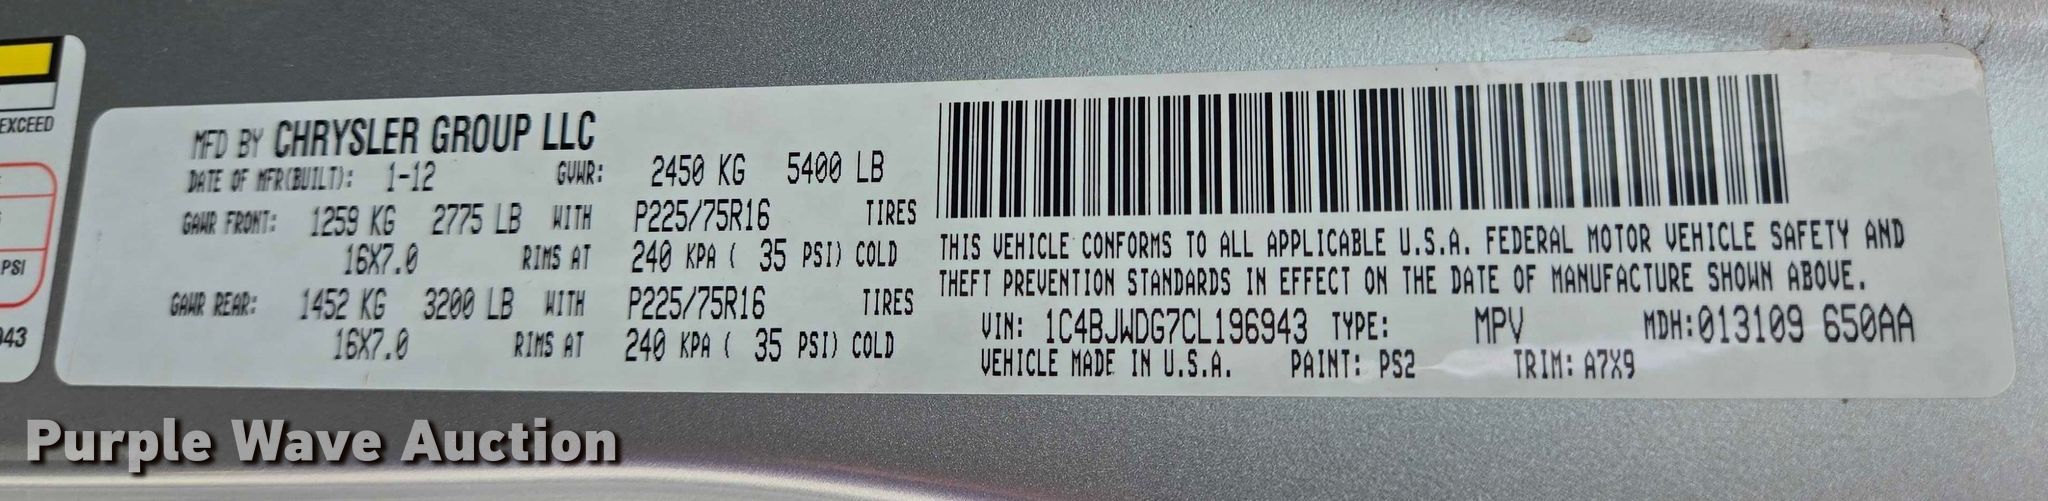 EXCEED
PSI
943
MFD BY CHRYSLER GROUP LLC
DATE OF MFR(BUILT): 1-12 GVWR: 2450 KG 5400 LB
GAWR FRONT: 1259 KG 2775 LB WITH P225/75R16 TIRES
16X7.0 RIMS AT 240 KPA ( 35 PSI) COLD
GAWR REAR: 1452 KG 3200 LB WITH P225/75R16 TIRES
16X7.0 RIMS AT 240 KPA ( 35 PSI) COLD
THIS VEHICLE CONFORMS TO ALL APPLICABLE U.S.A. FEDERAL MOTOR VEHICLE SAFETY AND
THEFT PREVENTION STANDARDS IN EFFECT ON THE DATE OF MANUFACTURE SHOWN ABOVE.
VIN: 1C4BJWDG7CL196943 TYPE: MPV MDH:013109 650AA
VEHICLE MADE IN U.S.A. PAINT: PS2 TRIM: A7X9
Purple Wave Auction